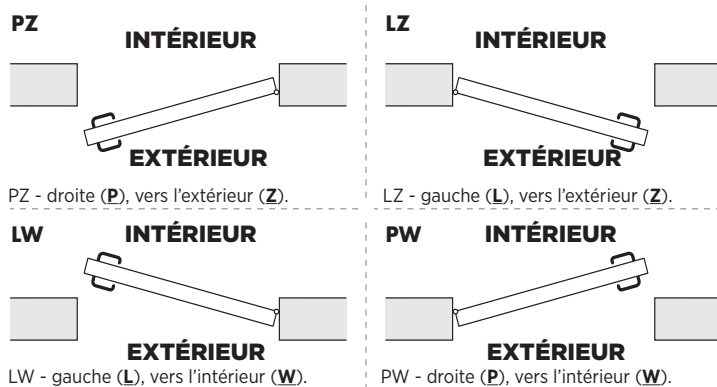 PZ
INTÉRIEUR
EXTÉRIEUR
PZ - droite (P), vers l'extérieur (Z).
LZ
INTÉRIEUR
EXTÉRIEUR
LZ - gauche (L), vers l'extérieur (Z).
LW
INTÉRIEUR
EXTÉRIEUR
LW - gauche (L), vers l'intérieur (W).
PW
INTÉRIEUR
EXTÉRIEUR
PW - droite (P), vers l'intérieur (W).